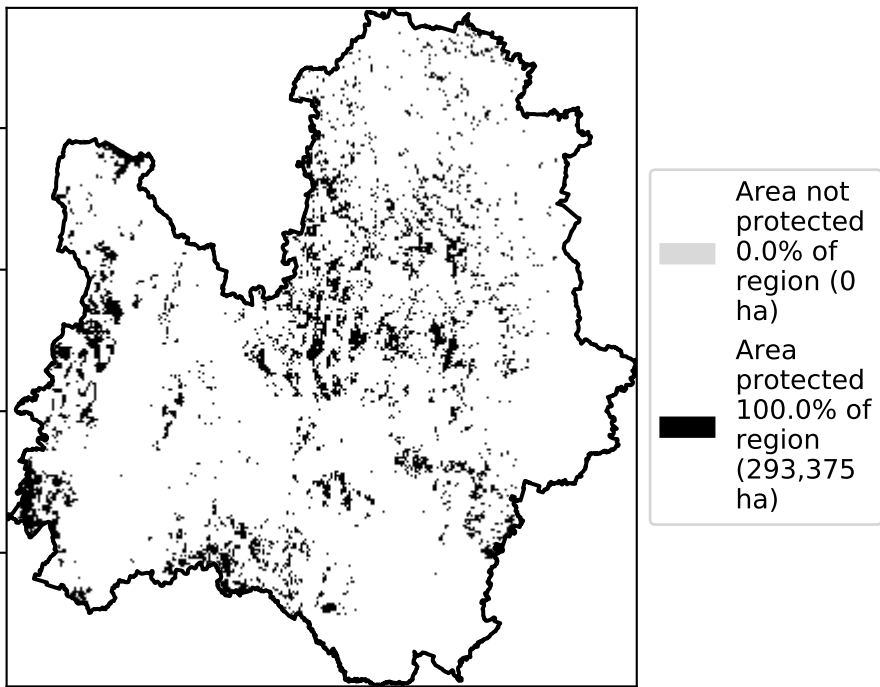 Area not
protected
0.0% of
region (0
ha)
Area
protected
100.0% of
region
(293,375
ha)